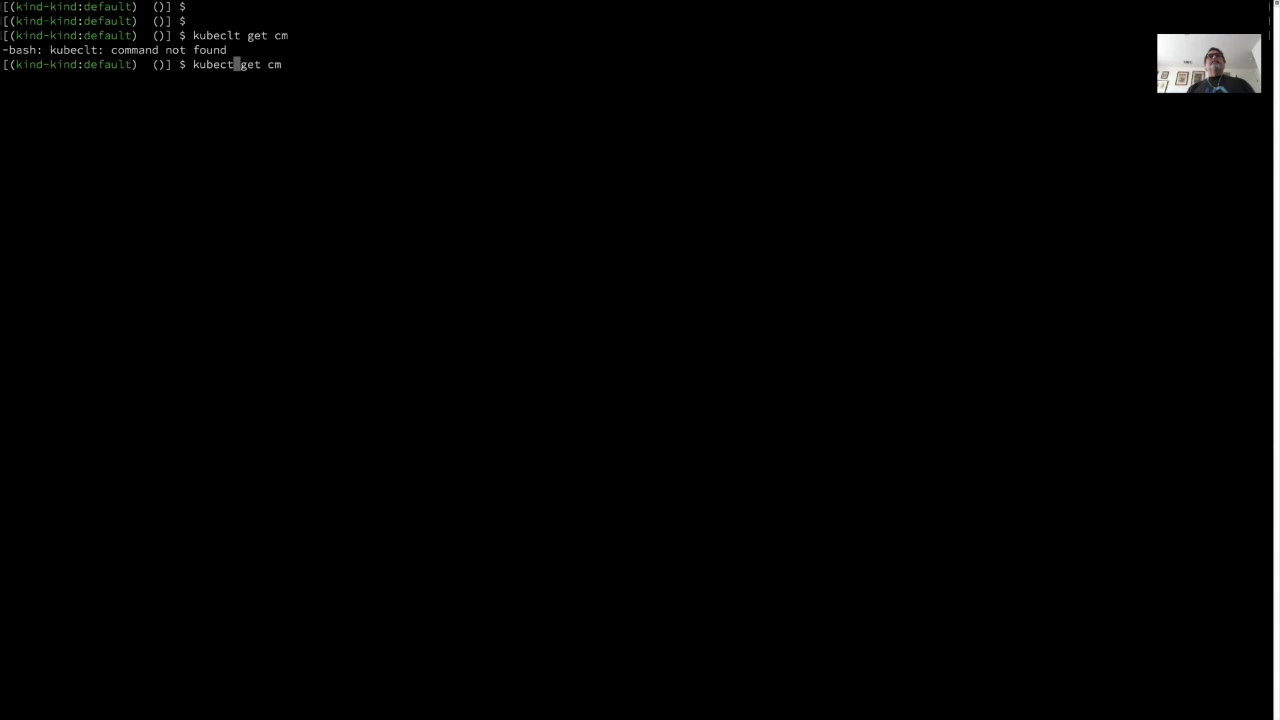 [(kind-kind:default)  ()] $
[(kind-kind:default)  ()] $
[(kind-kind:default)  ()] $ kubeclt get cm
-bash: kubeclt: command not found
[(kind-kind:default)  ()] $ kubect get cm